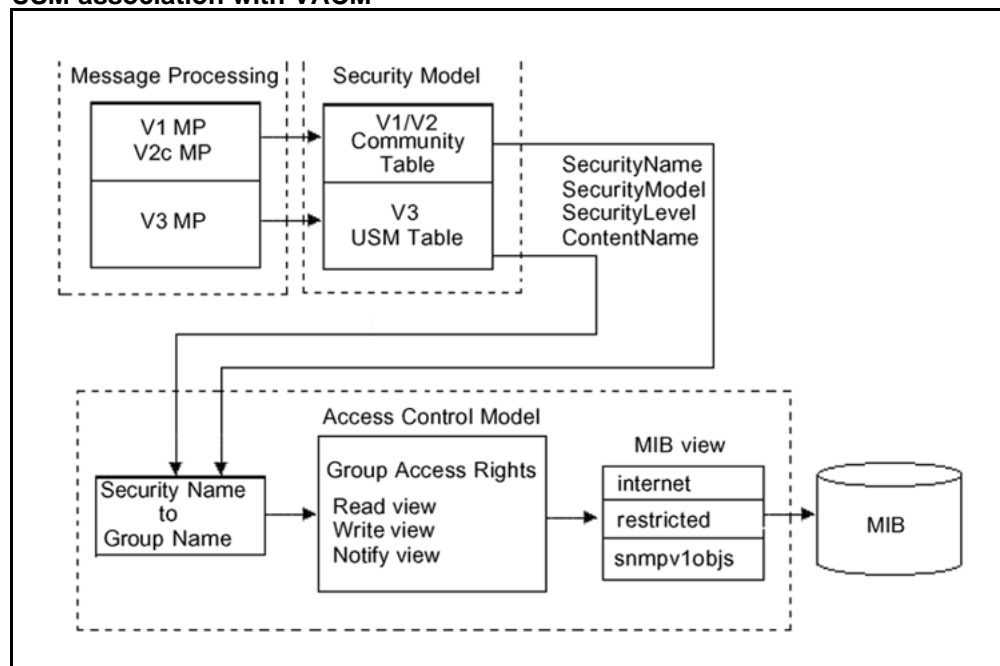 USM association with VACM
Message Processing
Security Model
V1 MP
V2c MP
V3 MP
V1/V2
Community
Table
V3
USM Table
SecurityName
SecurityModel
SecurityLevel
ContentName
Access Control Model
Security Name
to
Group Name
Group Access Rights
Read view
Write view
Notify view
MIB view
internet
restricted
snmpv1objs
MIB